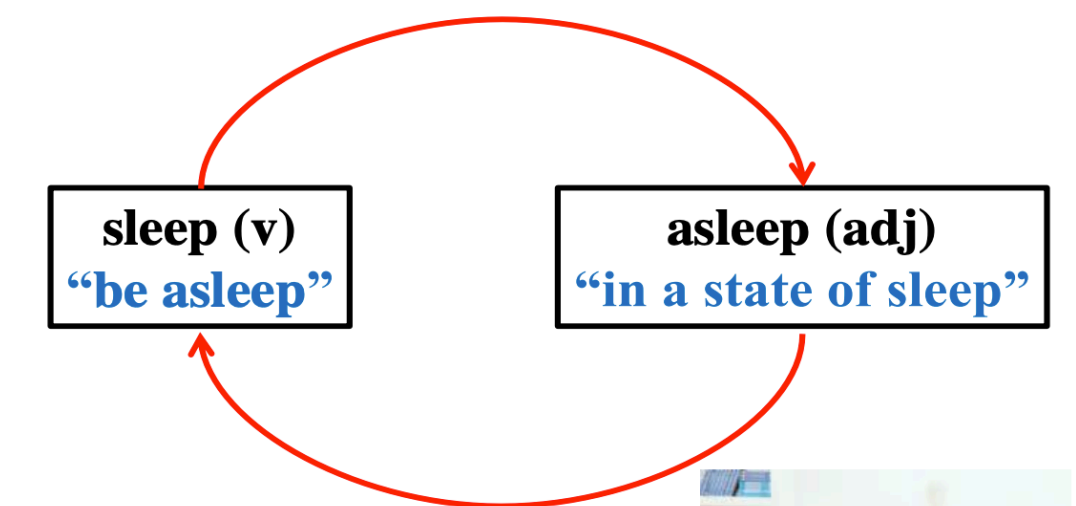 sleep (v)
“be asleep”
asleep (adj)
“in a state of sleep”